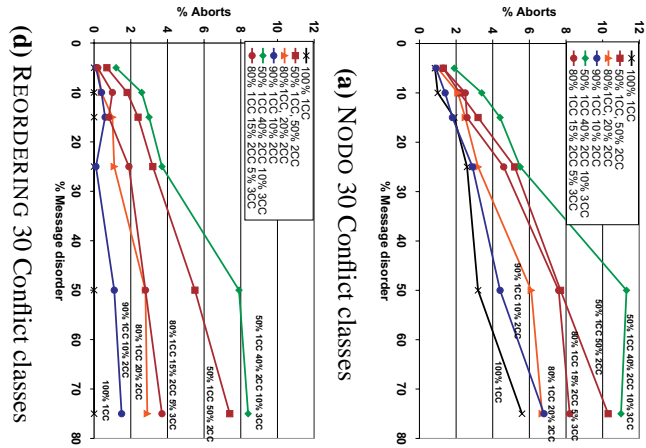 % Aborts
12
10
8
6
4
2
0
100% 1CC
50% 1CC, 50% 2CC
80% 1CC, 20% 2CC
90% 1CC 10% 2CC
50% 1CC 40% 2CC 10% 3CC
80% 1CC 15% 2CC 5% 3CC
50% 1CC 40% 2CC 10% 3CC
50% 1CC 50% 2CC
80% 1CC 15% 2CC 5% 3CC
80% 1CC 20% 2CC
90% 1CC 10% 2CC
100% 1CC
0 10 20 30 40 50 60 70 80
% Message disorder
(a) NODO 30 Conflict classes
% Aborts
12
10
8
6
4
2
0
100% 1CC
50% 1CC, 50% 2CC
80% 1CC, 20% 2CC
90% 1CC 10% 2CC
50% 1CC 40% 2CC 10% 3CC
80% 1CC 15% 2CC 5% 3CC
50% 1CC 40% 2CC 10% 3CC
50% 1CC 50% 2CC
80% 1CC 15% 2CC 5% 3CC
80% 1CC 20% 2CC
90% 1CC 10% 2CC
100% 1CC
0 10 20 30 40 50 60 70 80
% Message disorder
(d) REORDERING 30 Conflict classes